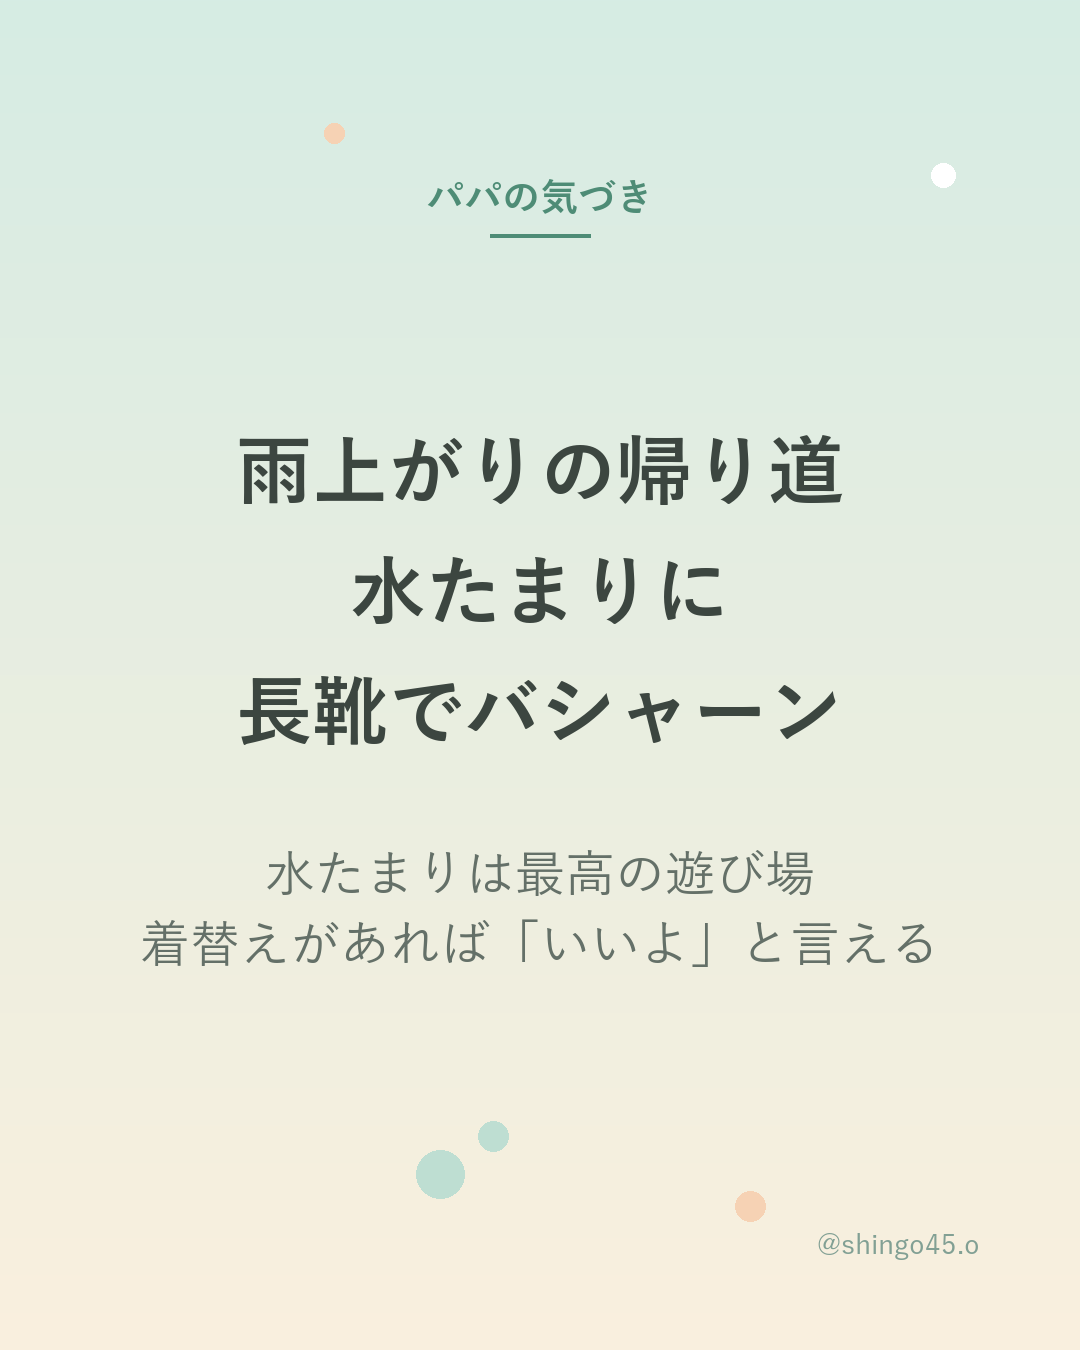 パパの気づき
雨上がりの帰り道
水たまりに
長靴でバシャーン
水たまりは最高の遊び場
着替えがあれば「いいよ」と言える
@shingo45.o